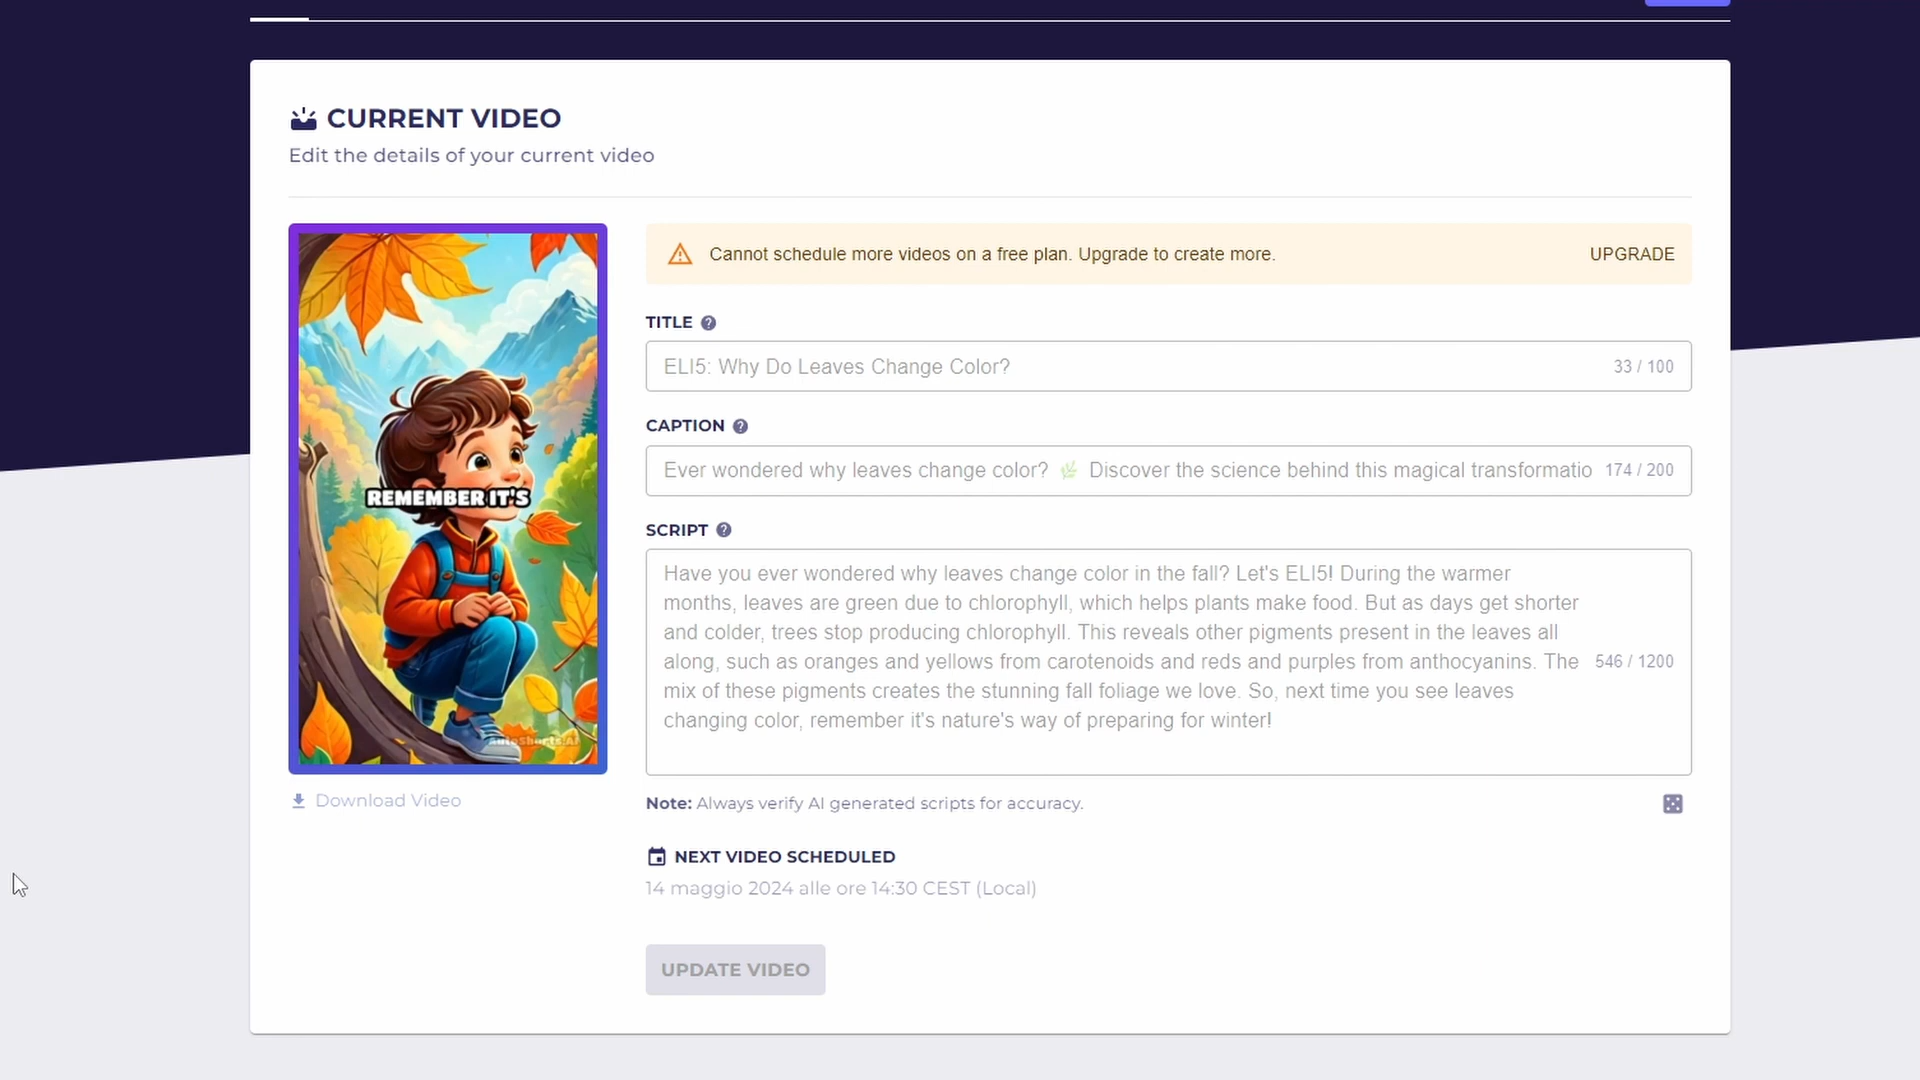 CURRENT VIDEO
Edit the details of your current video
Cannot schedule more videos on a free plan. Upgrade to create more. UPGRADE
TITLE
ELI5: Why Do Leaves Change Color? 33 / 100
CAPTION
Ever wondered why leaves change color? 🌿 Discover the science behind this magical transformatio 174 / 200
REMEMBER IT'S
SCRIPT
Have you ever wondered why leaves change color in the fall? Let's ELI5! During the warmer
months, leaves are green due to chlorophyll, which helps plants make food. But as days get shorter
and colder, trees stop producing chlorophyll. This reveals other pigments present in the leaves all
along, such as oranges and yellows from carotenoids and reds and purples from anthocyanins. The
546 / 1200
mix of these pigments creates the stunning fall foliage we love. So, next time you see leaves
changing color, remember it's nature's way of preparing for winter!
autoshorts.ai
Download Video
Note: Always verify AI generated scripts for accuracy.
NEXT VIDEO SCHEDULED
14 maggio 2024 alle ore 14:30 CEST (Local)
UPDATE VIDEO